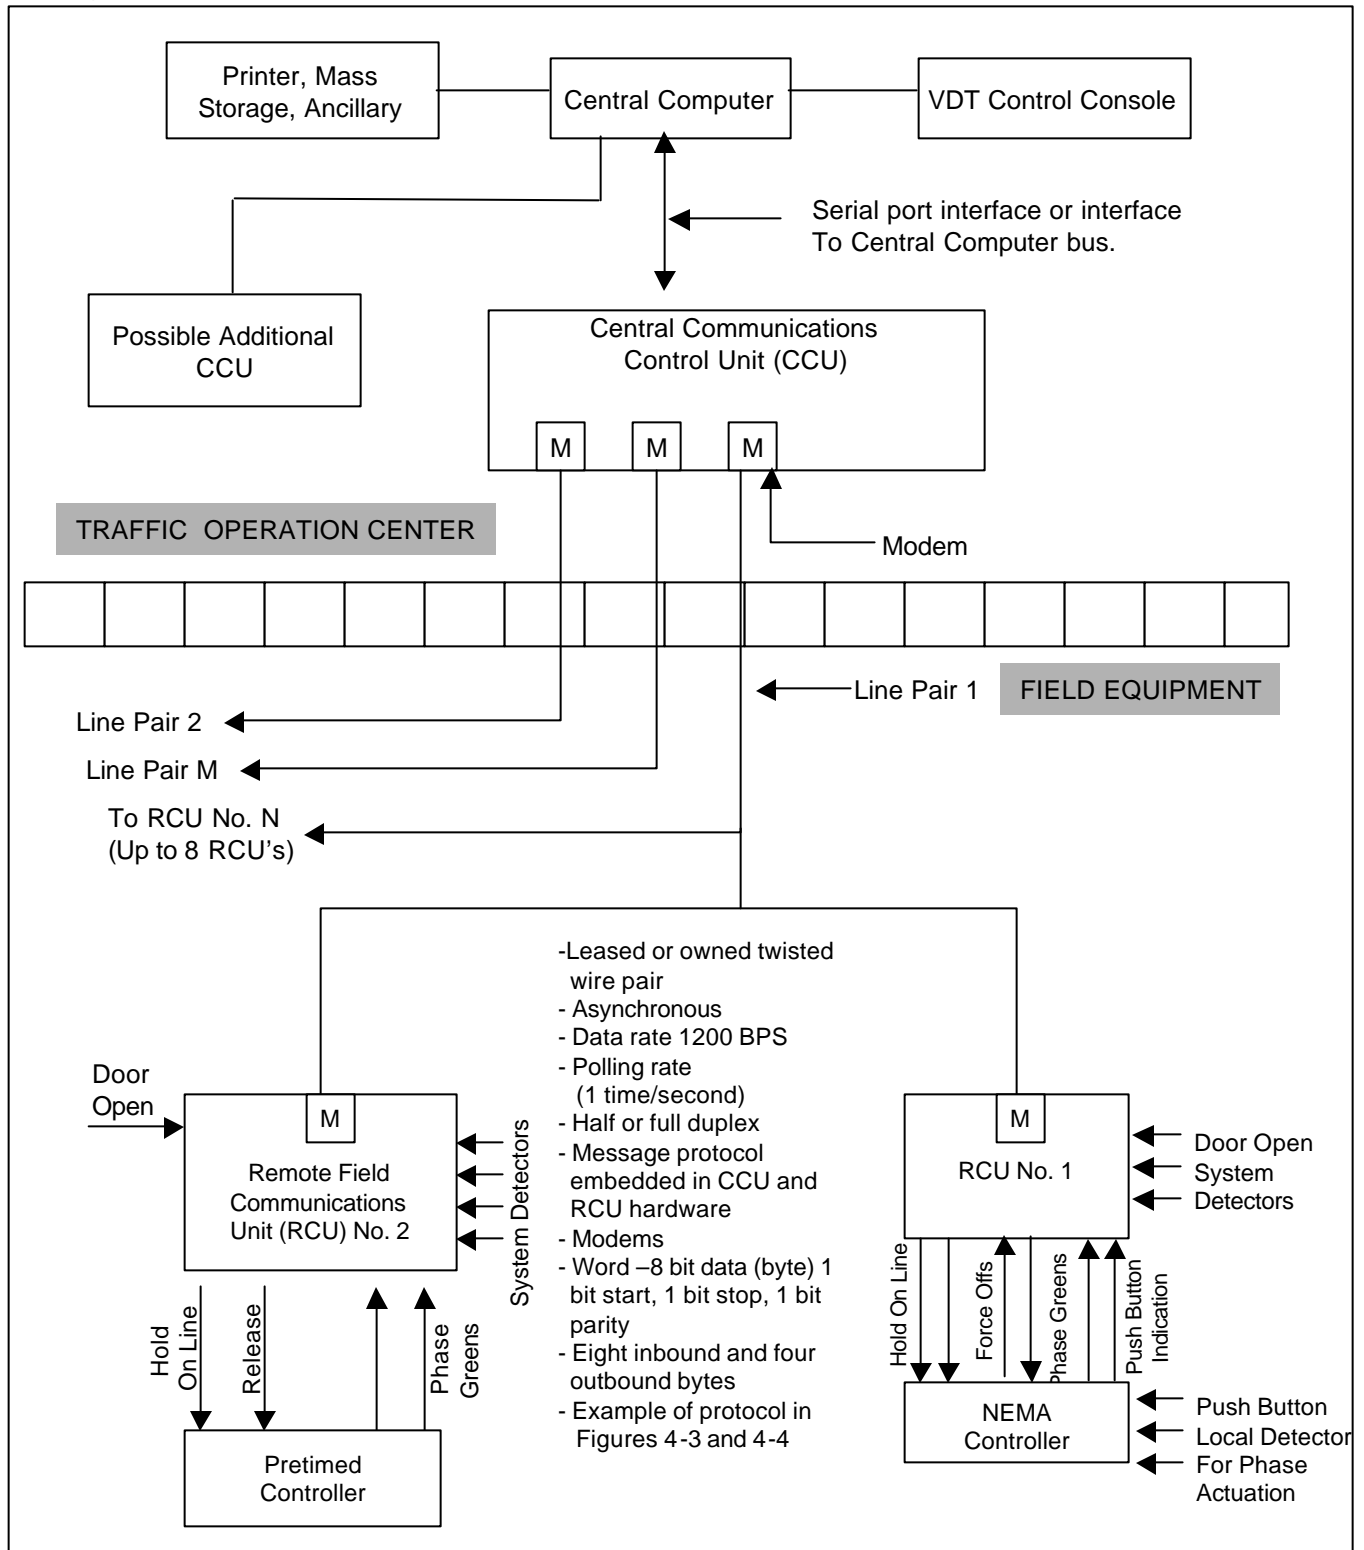 Printer, Mass
Storage, Ancillary
Central Computer
VDT Control Console
Serial port interface or interface
To Central Computer bus.
Possible Additional
CCU
Central Communications
Control Unit (CCU)
M
M
M
TRAFFIC OPERATION CENTER
Modem
Line Pair 1
FIELD EQUIPMENT
Line Pair 2
Line Pair M
To RCU No. N
(Up to 8 RCU's)
-Leased or owned twisted
wire pair
- Asynchronous
- Data rate 1200 BPS
- Polling rate
(1 time/second)
- Half or full duplex
- Message protocol
embedded in CCU and
RCU hardware
- Modems
- Word –8 bit data (byte) 1
bit start, 1 bit stop, 1 bit
parity
- Eight inbound and four
outbound bytes
- Example of protocol in
Figures 4-3 and 4-4
Door
Open
M
Remote Field
Communications
Unit (RCU) No. 2
System Detectors
Hold
On Line
Release
Phase
Greens
Pretimed
Controller
M
RCU No. 1
Door Open
System
Detectors
Hold On Line
Force Offs
Phase Greens
Push Button
Indication
NEMA
Controller
Push Button
Local Detector
For Phase
Actuation